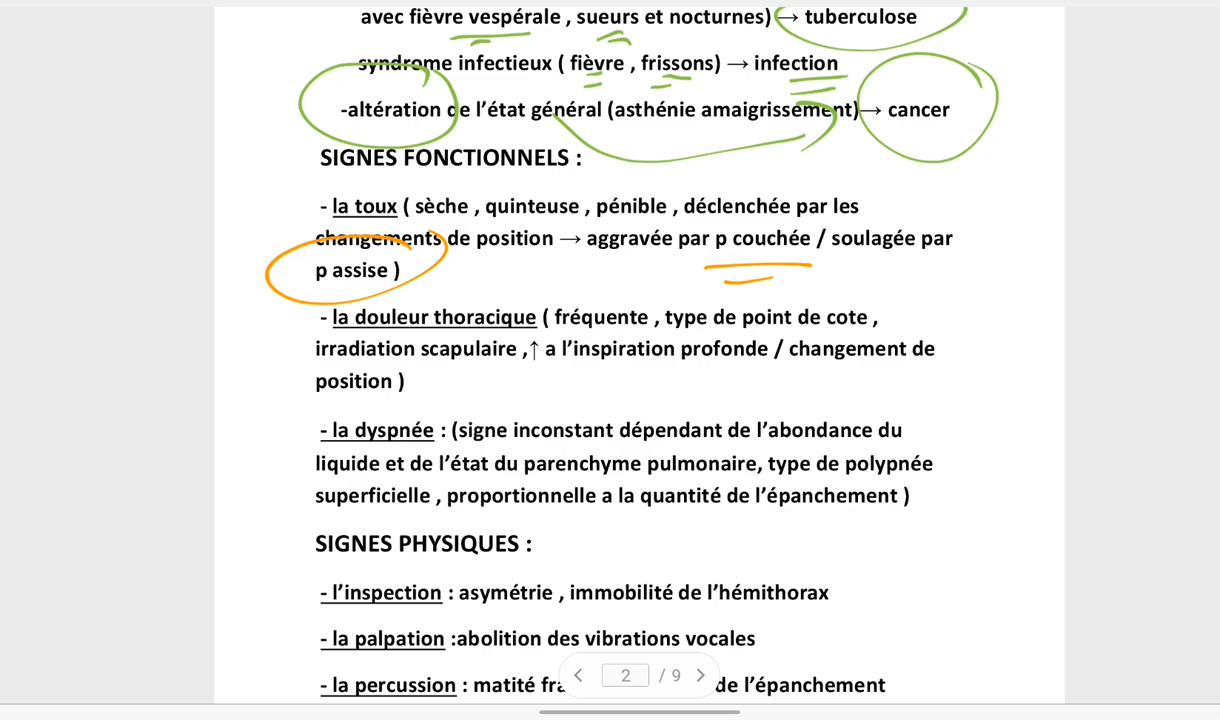 avec fièvre vespérale , sueurs et nocturnes) → tuberculose
syndrome infectieux ( fièvre , frissons) → infection
-altération de l’état général (asthénie amaigrissement)→ cancer
SIGNES FONCTIONNELS :
- la toux ( sèche , quinteuse , pénible , déclenchée par les
changements de position → aggravée par p couchée / soulagée par
p assise )
- la douleur thoracique ( fréquente , type de point de cote ,
irradiation scapulaire ,↑ a l’inspiration profonde / changement de
position )
- la dyspnée : (signe inconstant dépendant de l’abondance du
liquide et de l’état du parenchyme pulmonaire, type de polypnée
superficielle , proportionnelle a la quantité de l’épanchement )
SIGNES PHYSIQUES :
- l’inspection : asymétrie , immobilité de l’hémithorax
- la palpation :abolition des vibrations vocales
- la percussion : matité de l’épanchement
2 / 9